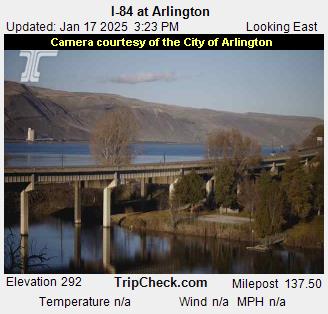 I-84 at Arlington
Updated: Jan 17 2025 3:23 PM Looking East
Camera courtesy of the City of Arlington
Elevation 292 TripCheck.com Milepost 137.50
Temperature n/a Wind n/a MPH n/a